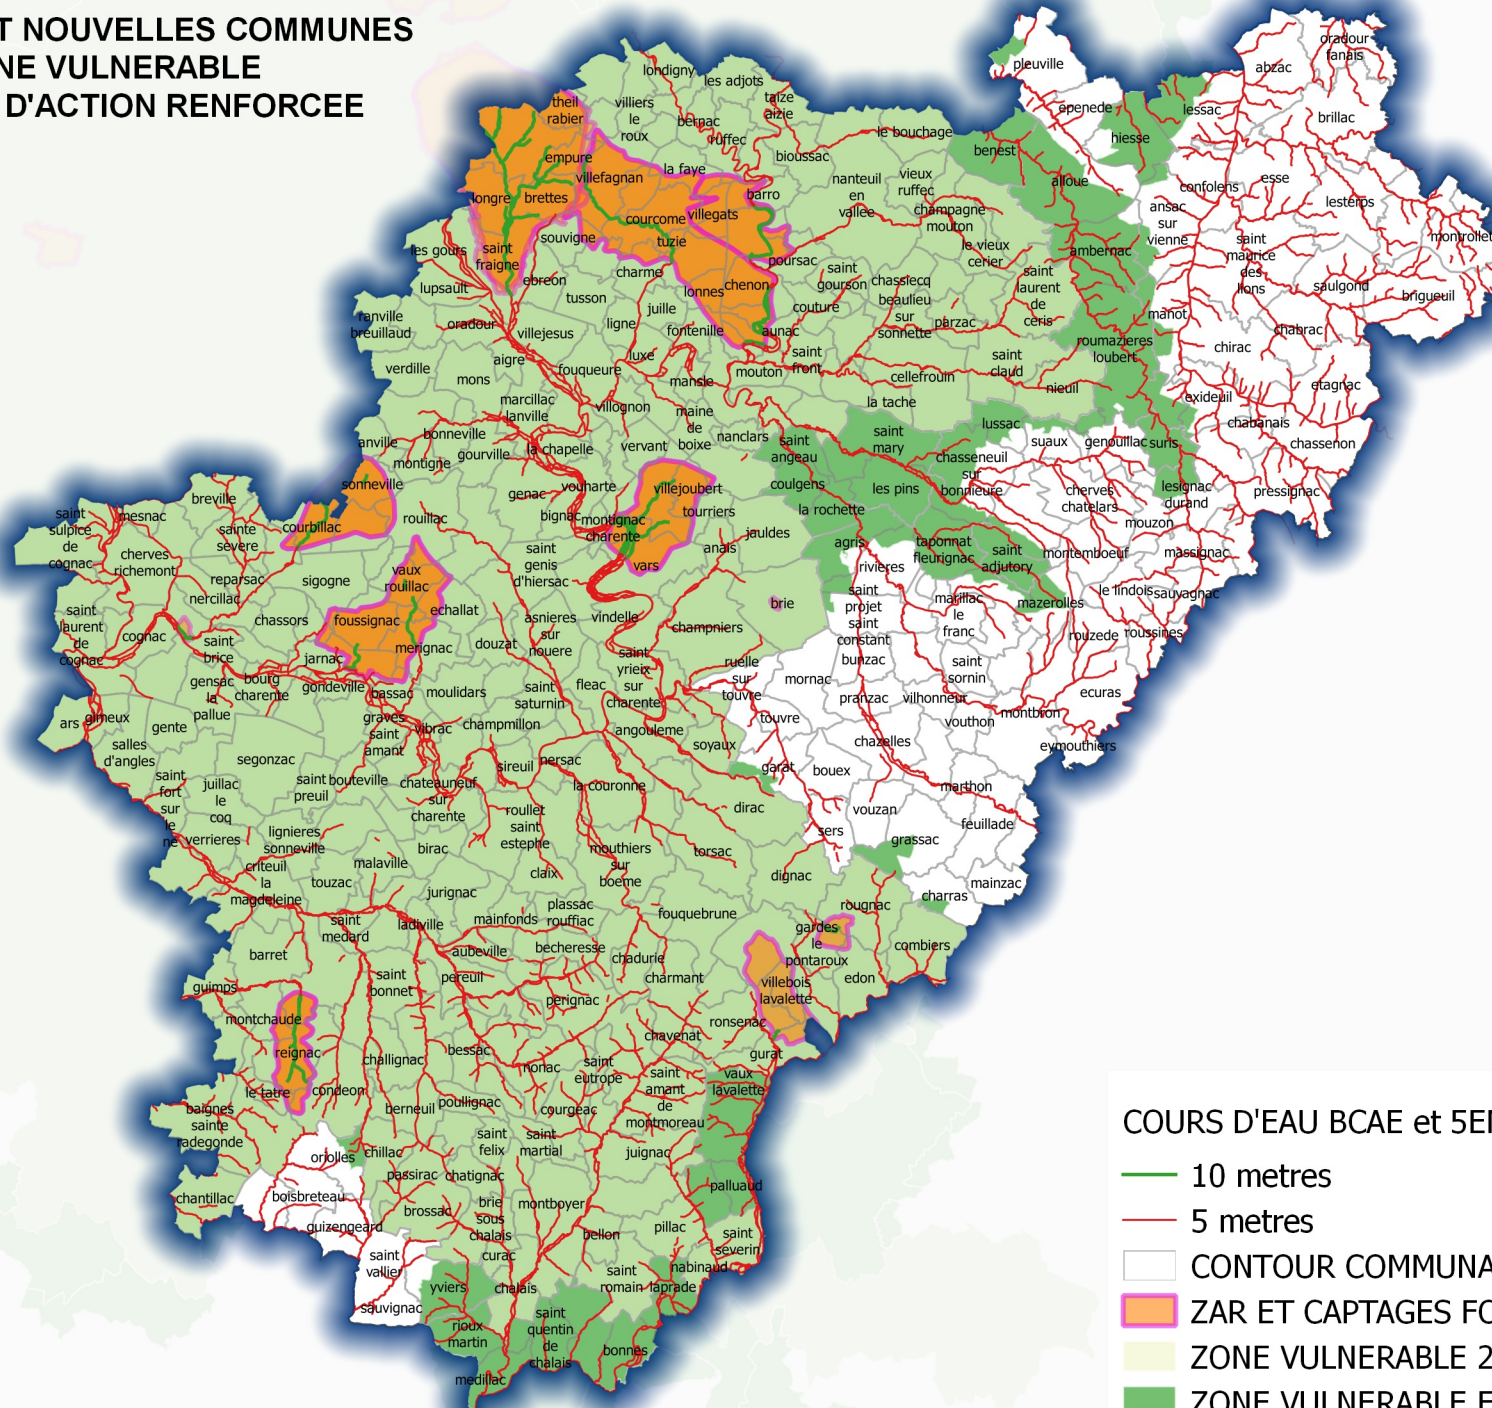 T NOUVELLES COMMUNES
NE VULNERABLE
D'ACTION RENFORCEE
londigny
les adjots
theil
rabier
villiers
le
roux
taize
aizie
bernac
ruffec
le bouchage
bioussac
empure
villefagnan
la faye
longre
brettes
barro
nanteuil
en
vallee
vieux
ruffec
courcome
villegats
champagne
mouton
tuzie
souvigne
les gours
saint
fraigne
poursac
le vieux
cerier
ebreon
charme
lonnes
chenon
saint
gourson
chassiecq
lupsault
tusson
juille
couture
beaulieu
sur
sonnette
parzac
saint
laurent
de
ceris
ranville
breuillaud
oradour
villejesus
ligne
fontenille
aunac
verdille
aigre
fouqueure
luxe
mansle
mouton
saint
front
cellefrouin
saint
claud
nieuil
mons
marcillac
lanville
villognon
maine
de
boixe
la tache
pleuville
epenede
hiesse
lessac
abzac
oradour
fanais
brillac
benest
alloue
confolens
esse
lesterps
ansac
sur
vienne
ambernac
saint
maurice
des
lions
montrollet
saulgond
brigueuil
manot
chabrac
roumazieres
loubert
chirac
etagnac
exideuil
chabanais
chassenon
pressignac
anville
bonneville
montigne
gourville
la chapelle
vervant
nanclars
saint
angeau
saint
mary
lussac
chasseneuil
sur
bonnieure
suaux
genouillac
suris
sonneville
genac
vouharte
villejoubert
coulgens
les pins
cherves
chatelars
lesignac
durand
breville
courbillac
rouillac
bignac
montignac
charente
tourriers
la rochette
mouzon
saint
sulpice
de
cognac
mesnac
sainte
severe
jauldes
anais
agris
taponnat
fleurignac
saint
adjutory
montemboeuf
massignac
cherves
richemont
reparsac
sigogne
vaux
rouillac
saint
genis
d'hiersac
vars
rivieres
nercillac
echallat
brie
saint
projet
saint
constant
marillac
le
franc
mazerolles
le lindois
sauvagnac
saint
laurent
de
cognac
cognac
chassors
foussignac
asnieres
sur
nouere
vindelle
champniers
rouzede
roussines
saint
brice
jarnac
merignac
douzat
saint
yrieix
sur
charente
ruelle
sur
touvre
mornac
bunzac
saint
sornin
gensac
la
pallue
bourg
charente
gondeville
bassac
moulidars
saint
saturnin
fleac
pranzac
vilhonneur
montbron
ecuras
ars
gimeux
gente
graves
saint
amant
vibrac
champmillon
angouleme
touvre
vouthon
salles
d'angles
segonzac
soyaux
chazelles
eymouthiers
saint
fort
sur
le
né
juillac
le
coq
saint
preuil
bouteville
chateauneuf
sur
charente
sireuil
nersac
la couronne
garat
bouex
marthon
verrieres
lignieres
sonneville
roullet
saint
estephe
dirac
vouzan
feuillade
sers
grassac
criteuil
la
magdeleine
malaville
birac
mouthiers
sur
boeme
torsac
touzac
claix
dignac
mainzac
charras
jurignac
plassac
rouffiac
fouquebrune
rougnac
saint
medard
ladiville
mainfonds
gardes
le
pontaroux
barret
aubeville
becheresse
chadurie
combiers
saint
bonnet
pereuil
charmant
villebois
lavalette
edon
guimps
perignac
montchaude
ronsenac
chavenat
reignac
challignac
bessac
nonac
saint
eutrope
gurat
le tatre
condeon
saint
amant
de
montmoreau
vaux
lavalette
baignes
sainte
radegonde
berneuil
poullignac
courgeac
oriolles
chillac
saint
felix
saint
martial
juignac
passirac
chatignac
palluaud
chantillac
boisbreteau
brossac
brie
sous
chalais
montboyer
guizengeard
bellon
pillac
saint
severin
saint
vallier
curac
nabinaud
yviers
chalais
saint
romain
laprade
sauvignac
rioux
martin
saint
quentin
de
chalais
bonnes
medillac
COURS D'EAU BCAE et 5E
10 metres
5 metres
CONTOUR COMMUNA
ZAR ET CAPTAGES FO
ZONE VULNERABLE 2
ZONE VULNERABLE E